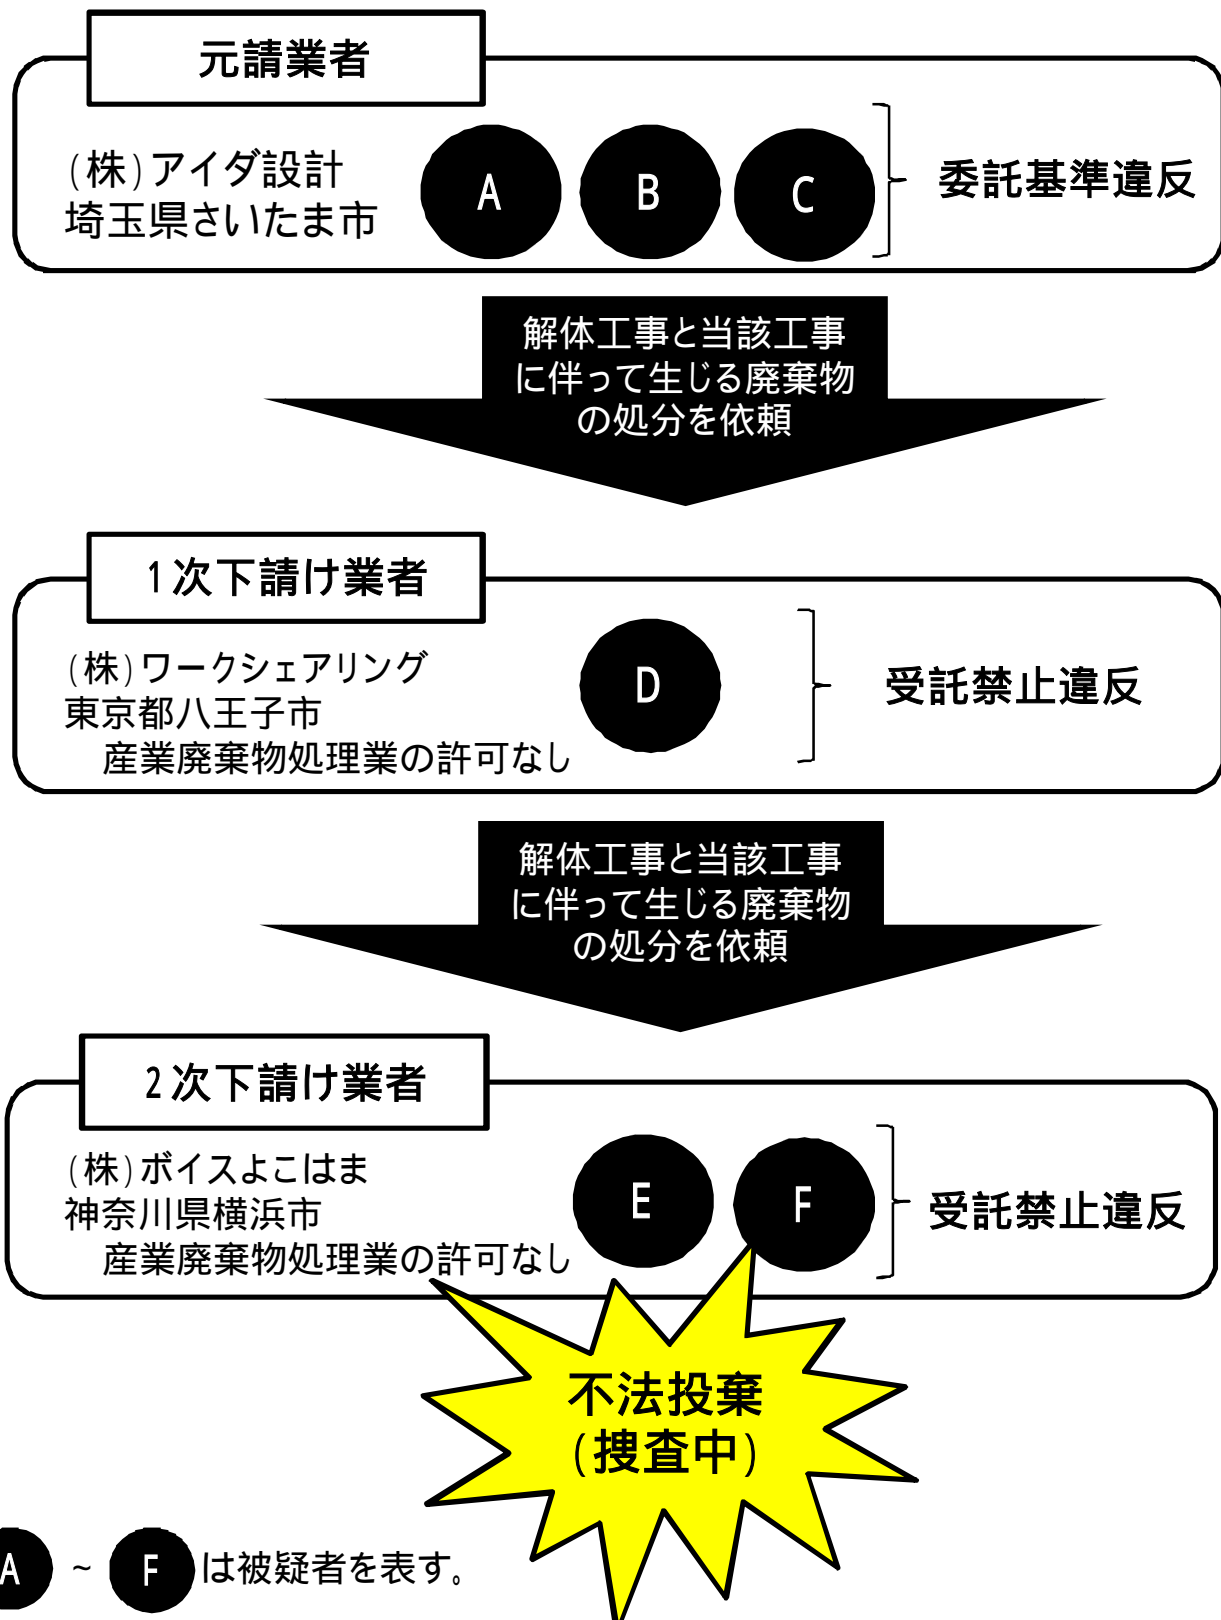 元請業者
(株)アイダ設計
埼玉県さいたま市
A
B
C
委託基準違反
解体工事と当該工事
に伴って生じる廃棄物
の処分を依頼
1次下請け業者
(株)ワークシェアリング
東京都八王子市
産業廃棄物処理業の許可なし
D
受託禁止違反
解体工事と当該工事
に伴って生じる廃棄物
の処分を依頼
2次下請け業者
(株)ボイスよこはま
神奈川県横浜市
産業廃棄物処理業の許可なし
E
F
受託禁止違反
不法投棄
(捜査中)
A ~ F は被疑者を表す。